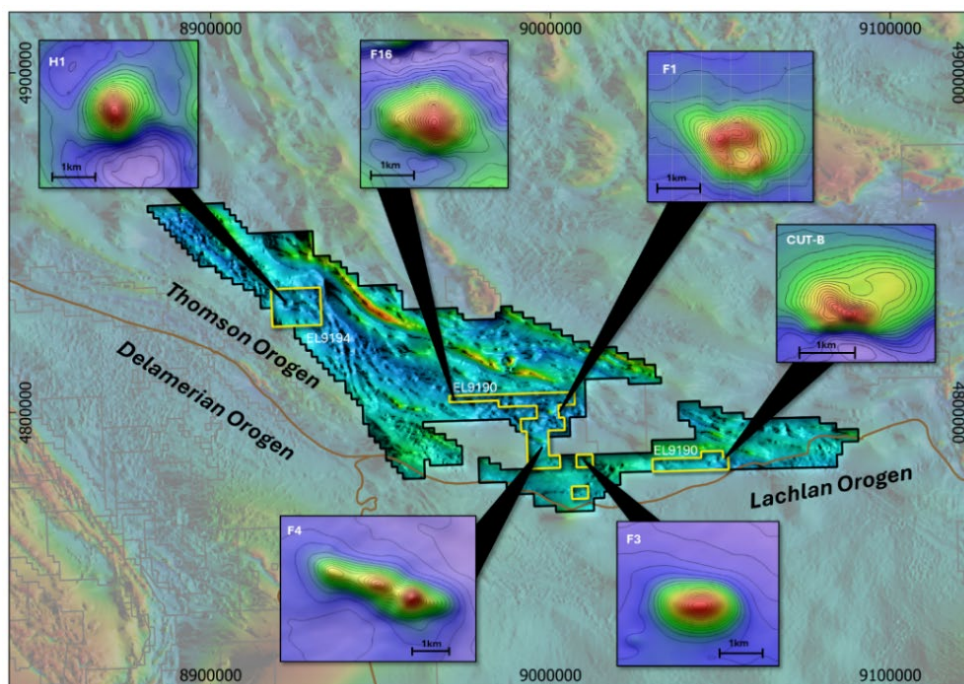 8900000 9000000 9100000
4900000
4900000
H1
1km
F16
1km
F1
1km
CUT-B
1km
Thomson Orogen
EL9194
Delamerian Orogen
EL9190
4800000
4800000
EL9190
Lachlan Orogen
F4
1km
F3
1km
8900000 9000000 9100000